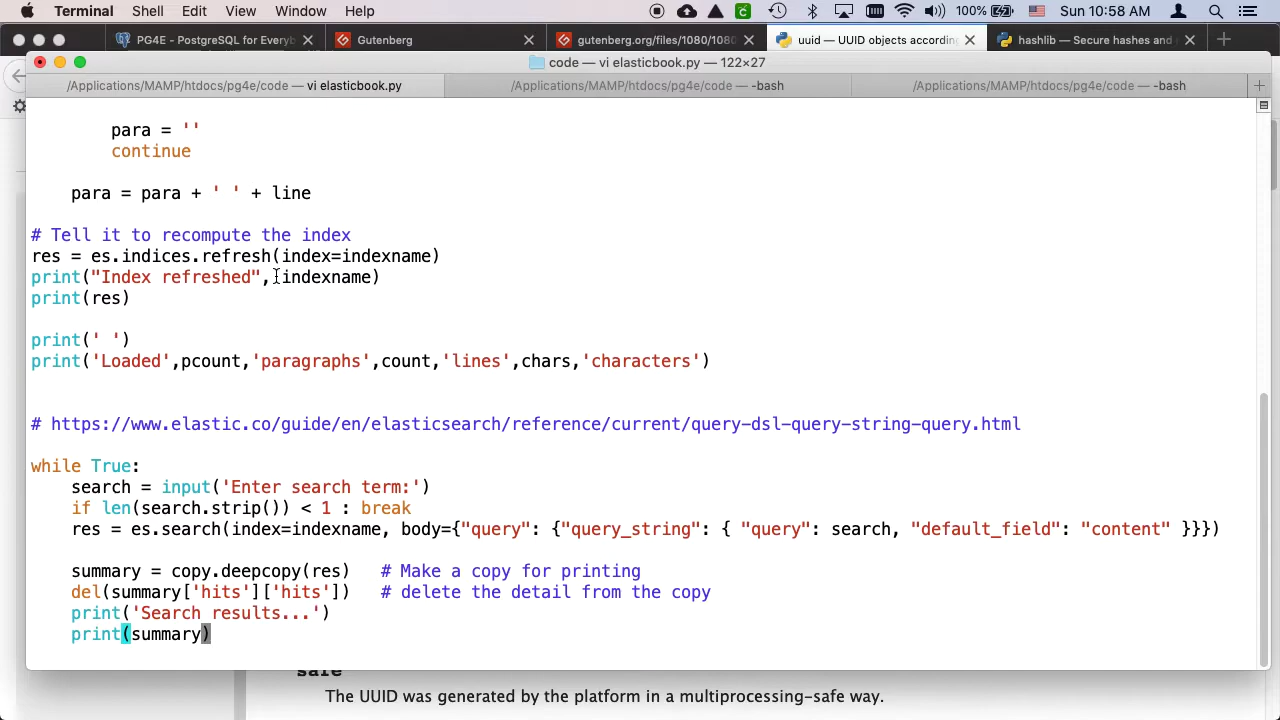 Terminal Shell Edit View Window Help 100% Sun 10:58 AM
PG4E - PostgreSQL for Everyb Gutenberg gutenberg.org/files/1080/1080 uuid — UUID objects according hashlib — Secure hashes and
code — vi elasticbook.py — 122×27
/Applications/MAMP/htdocs/pg4e/code — vi elasticbook.py /Applications/MAMP/htdocs/pg4e/code — -bash /Applications/MAMP/htdocs/pg4e/code — -bash
para = ''
continue
para = para + ' ' + line
# Tell it to recompute the index
res = es.indices.refresh(index=indexname)
print("Index refreshed", indexname)
print(res)
print(' ')
print('Loaded',pcount,'paragraphs',count,'lines',chars,'characters')
# https://www.elastic.co/guide/en/elasticsearch/reference/current/query-dsl-query-string-query.html
while True:
search = input('Enter search term:')
if len(search.strip()) < 1 : break
res = es.search(index=indexname, body={"query": {"query_string": { "query": search, "default_field": "content" }}})
summary = copy.deepcopy(res) # Make a copy for printing
del(summary['hits']['hits']) # delete the detail from the copy
print('Search results...')
print(summary)
safe
The UUID was generated by the platform in a multiprocessing-safe way.